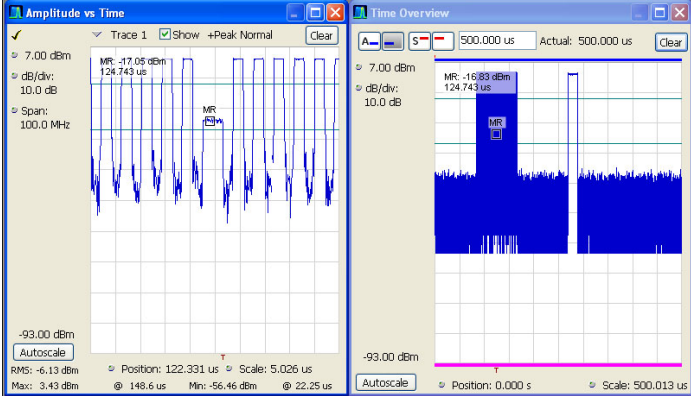 Amplitude vs Time
Trace 1 Show +Peak Normal Clear
7.00 dBm
dB/div:
10.0 dB
Span:
100.0 MHz
MR: -17.05 dBm
124.743 us
MR
-93.00 dBm
Autoscale
T
Position: 122.331 us Scale: 5.026 us
RMS: -6.13 dBm
Max: 3.43 dBm @ 148.6 us Min: -56.46 dBm @ 22.25 us
Time Overview
A S 500.000 us Actual: 500.000 us Clear
7.00 dBm
dB/div:
10.0 dB
MR: -16.83 dBm
124.743 us
MR
-93.00 dBm
T
Autoscale Position: 0.000 s Scale: 500.013 us